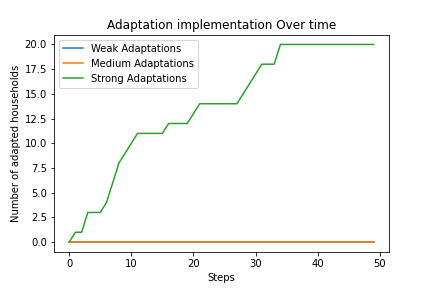 Adaptation implementation Over time
Weak Adaptations
Medium Adaptations
Strong Adaptations
Number of adapted households
20.0
17.5
15.0
12.5
10.0
7.5
5.0
2.5
0.0
0 10 20 30 40 50
Steps